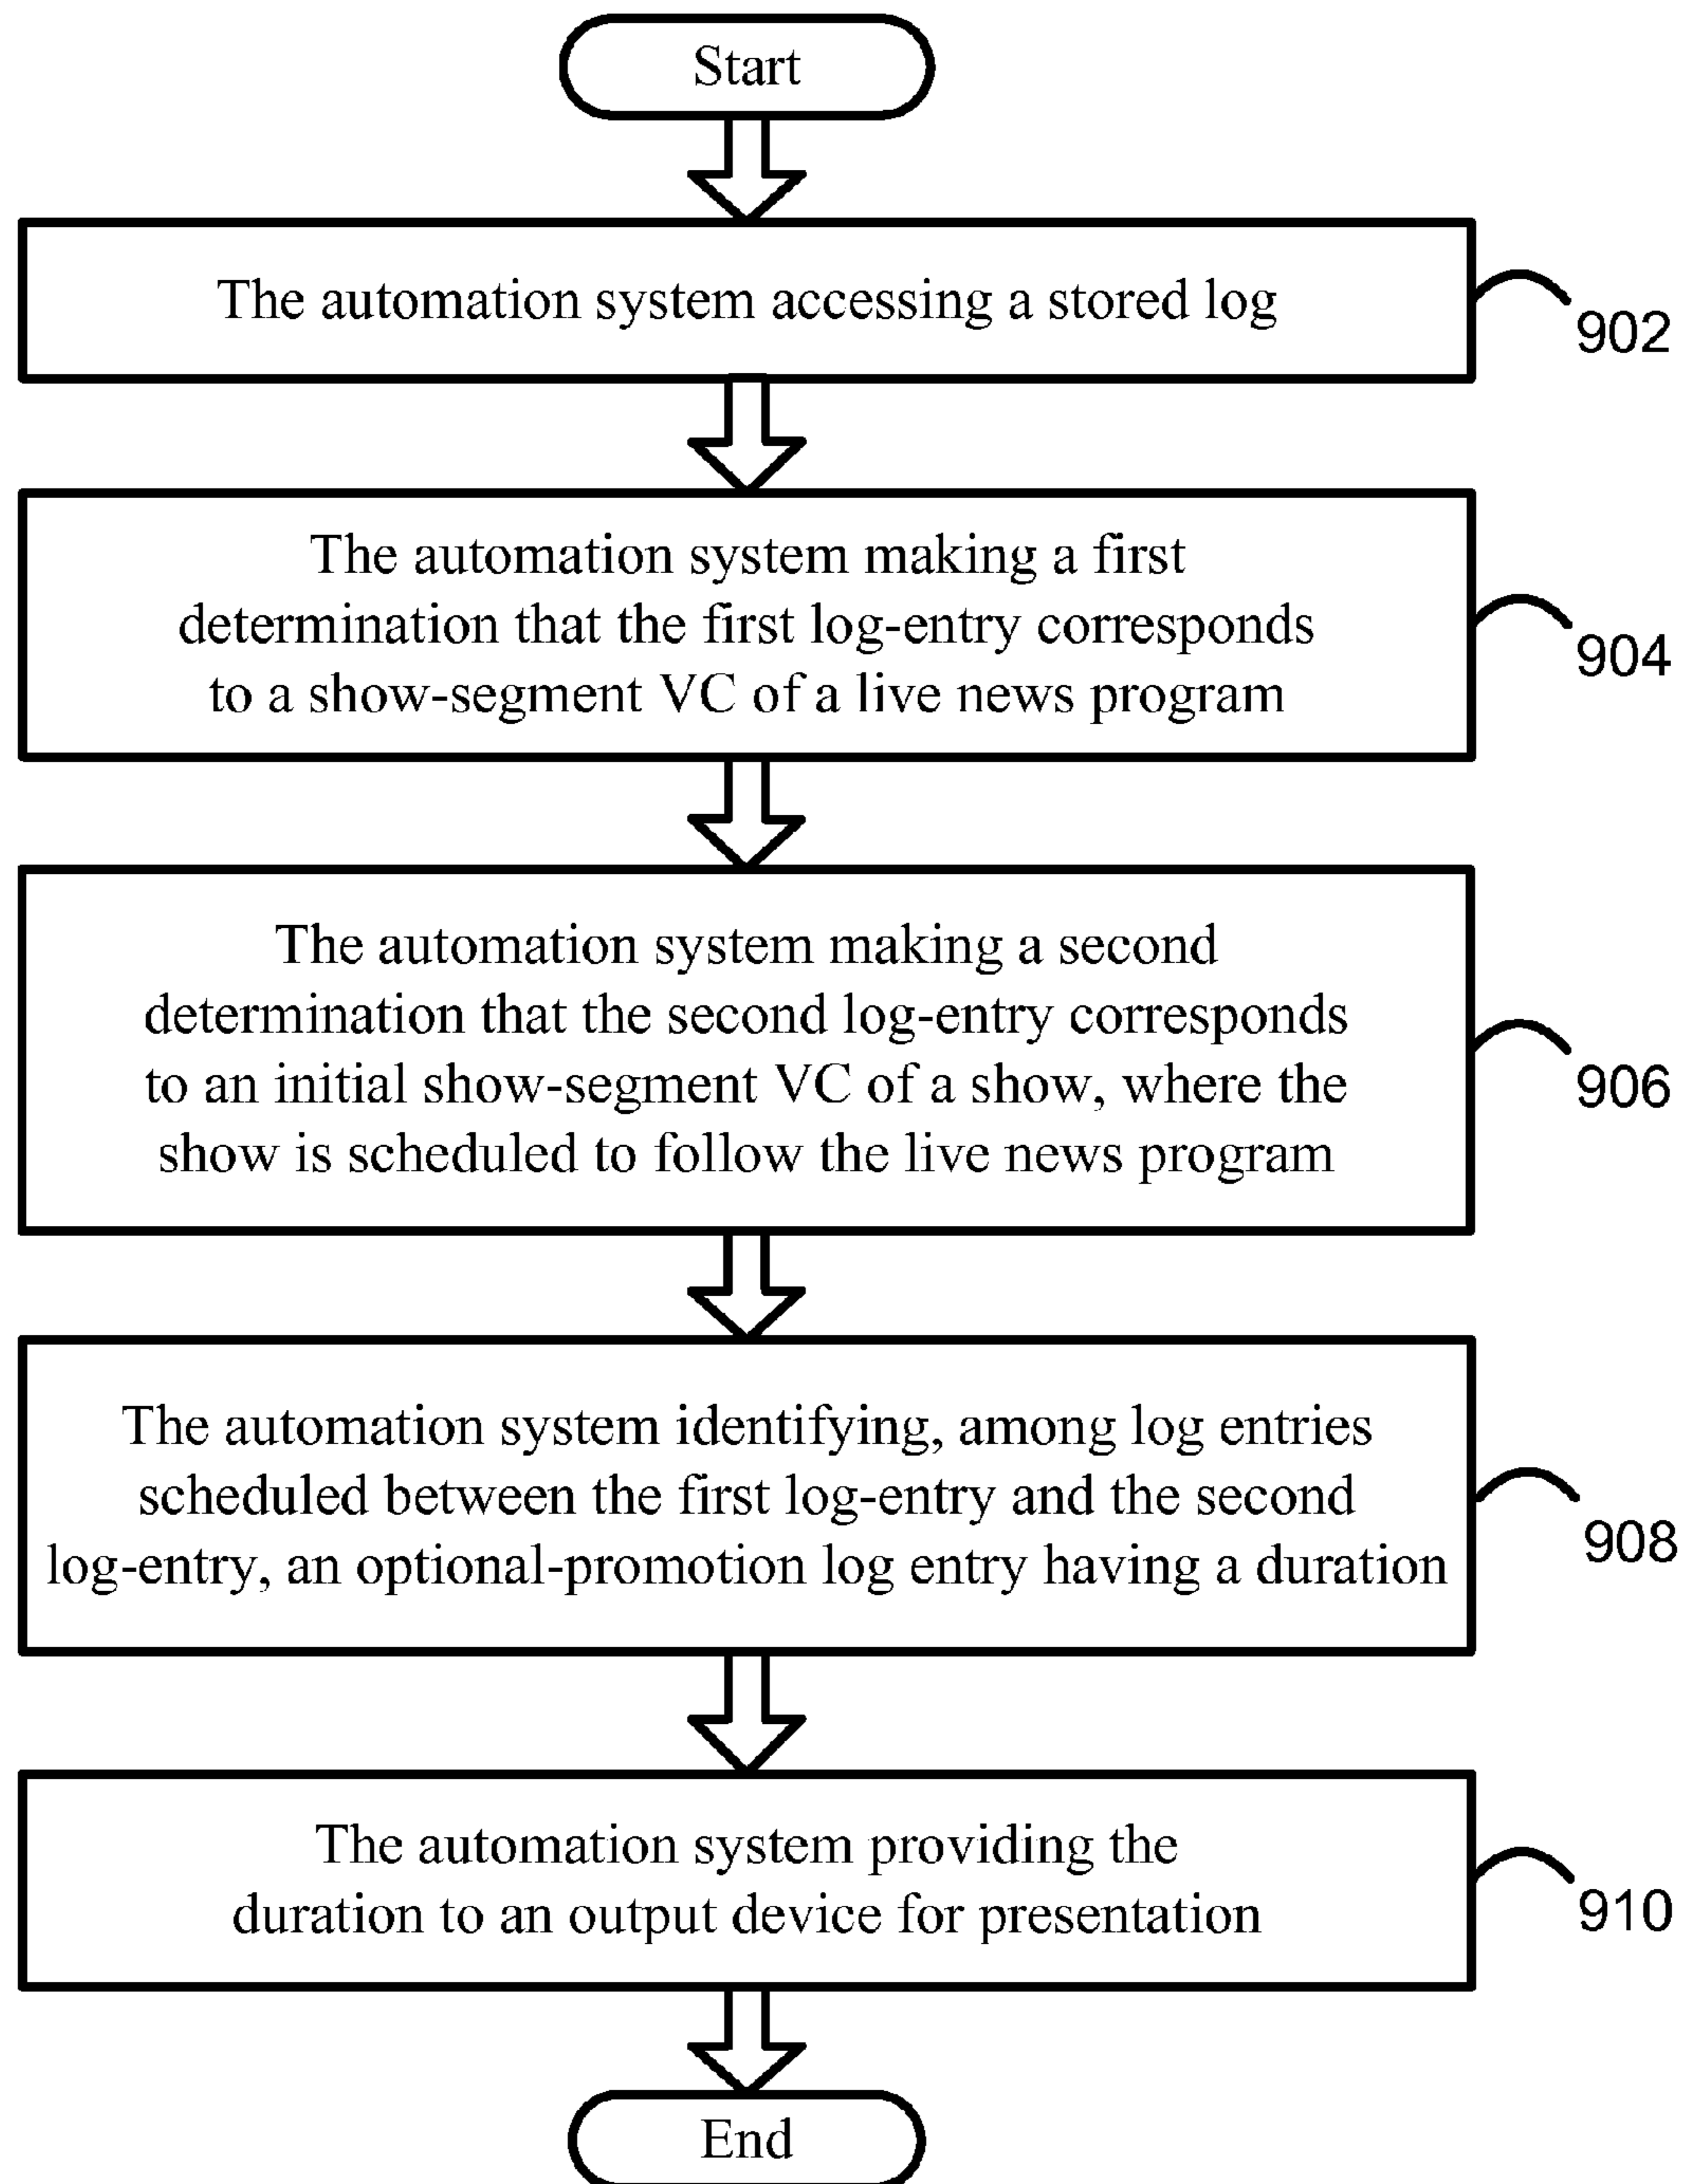 Start
The automation system accessing a stored log
902
The automation system making a first
determination that the first log-entry corresponds
to a show-segment VC of a live news program
904
The automation system making a second
determination that the second log-entry corresponds
to an initial show-segment VC of a show, where the
show is scheduled to follow the live news program
906
The automation system identifying, among log entries
scheduled between the first log-entry and the second
log-entry, an optional-promotion log entry having a duration
908
The automation system providing the
duration to an output device for presentation
910
End